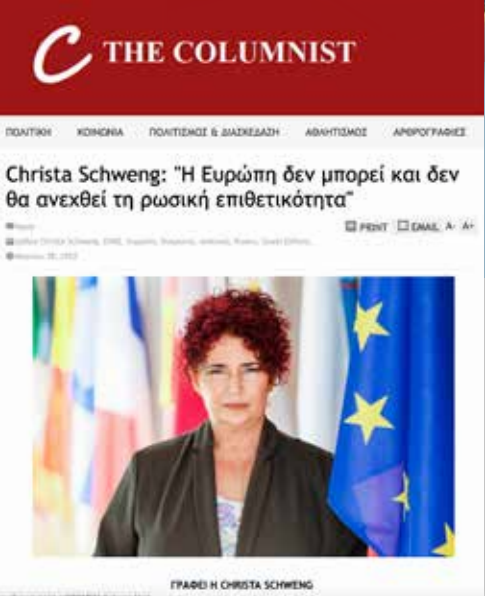 C THE COLUMNIST
ΠΟΛΙΤΙΚΗ ΚΟΙΝΩΝΙΑ ΠΟΛΙΤΙΣΜΟΣ & ΔΙΑΣΚΕΔΑΣΗ ΑΘΛΗΤΙΣΜΟΣ ΑΡΘΡΟΓΡΑΦΙΕΣ
Christa Schweng: "Η Ευρώπη δεν μπορεί και δεν
θα ανεχθεί τη ρωσική επιθετικότητα"
PRINT EMAIL A- A+
ΓΡΑΦΕΙ Η CHRISTA SCHWENG